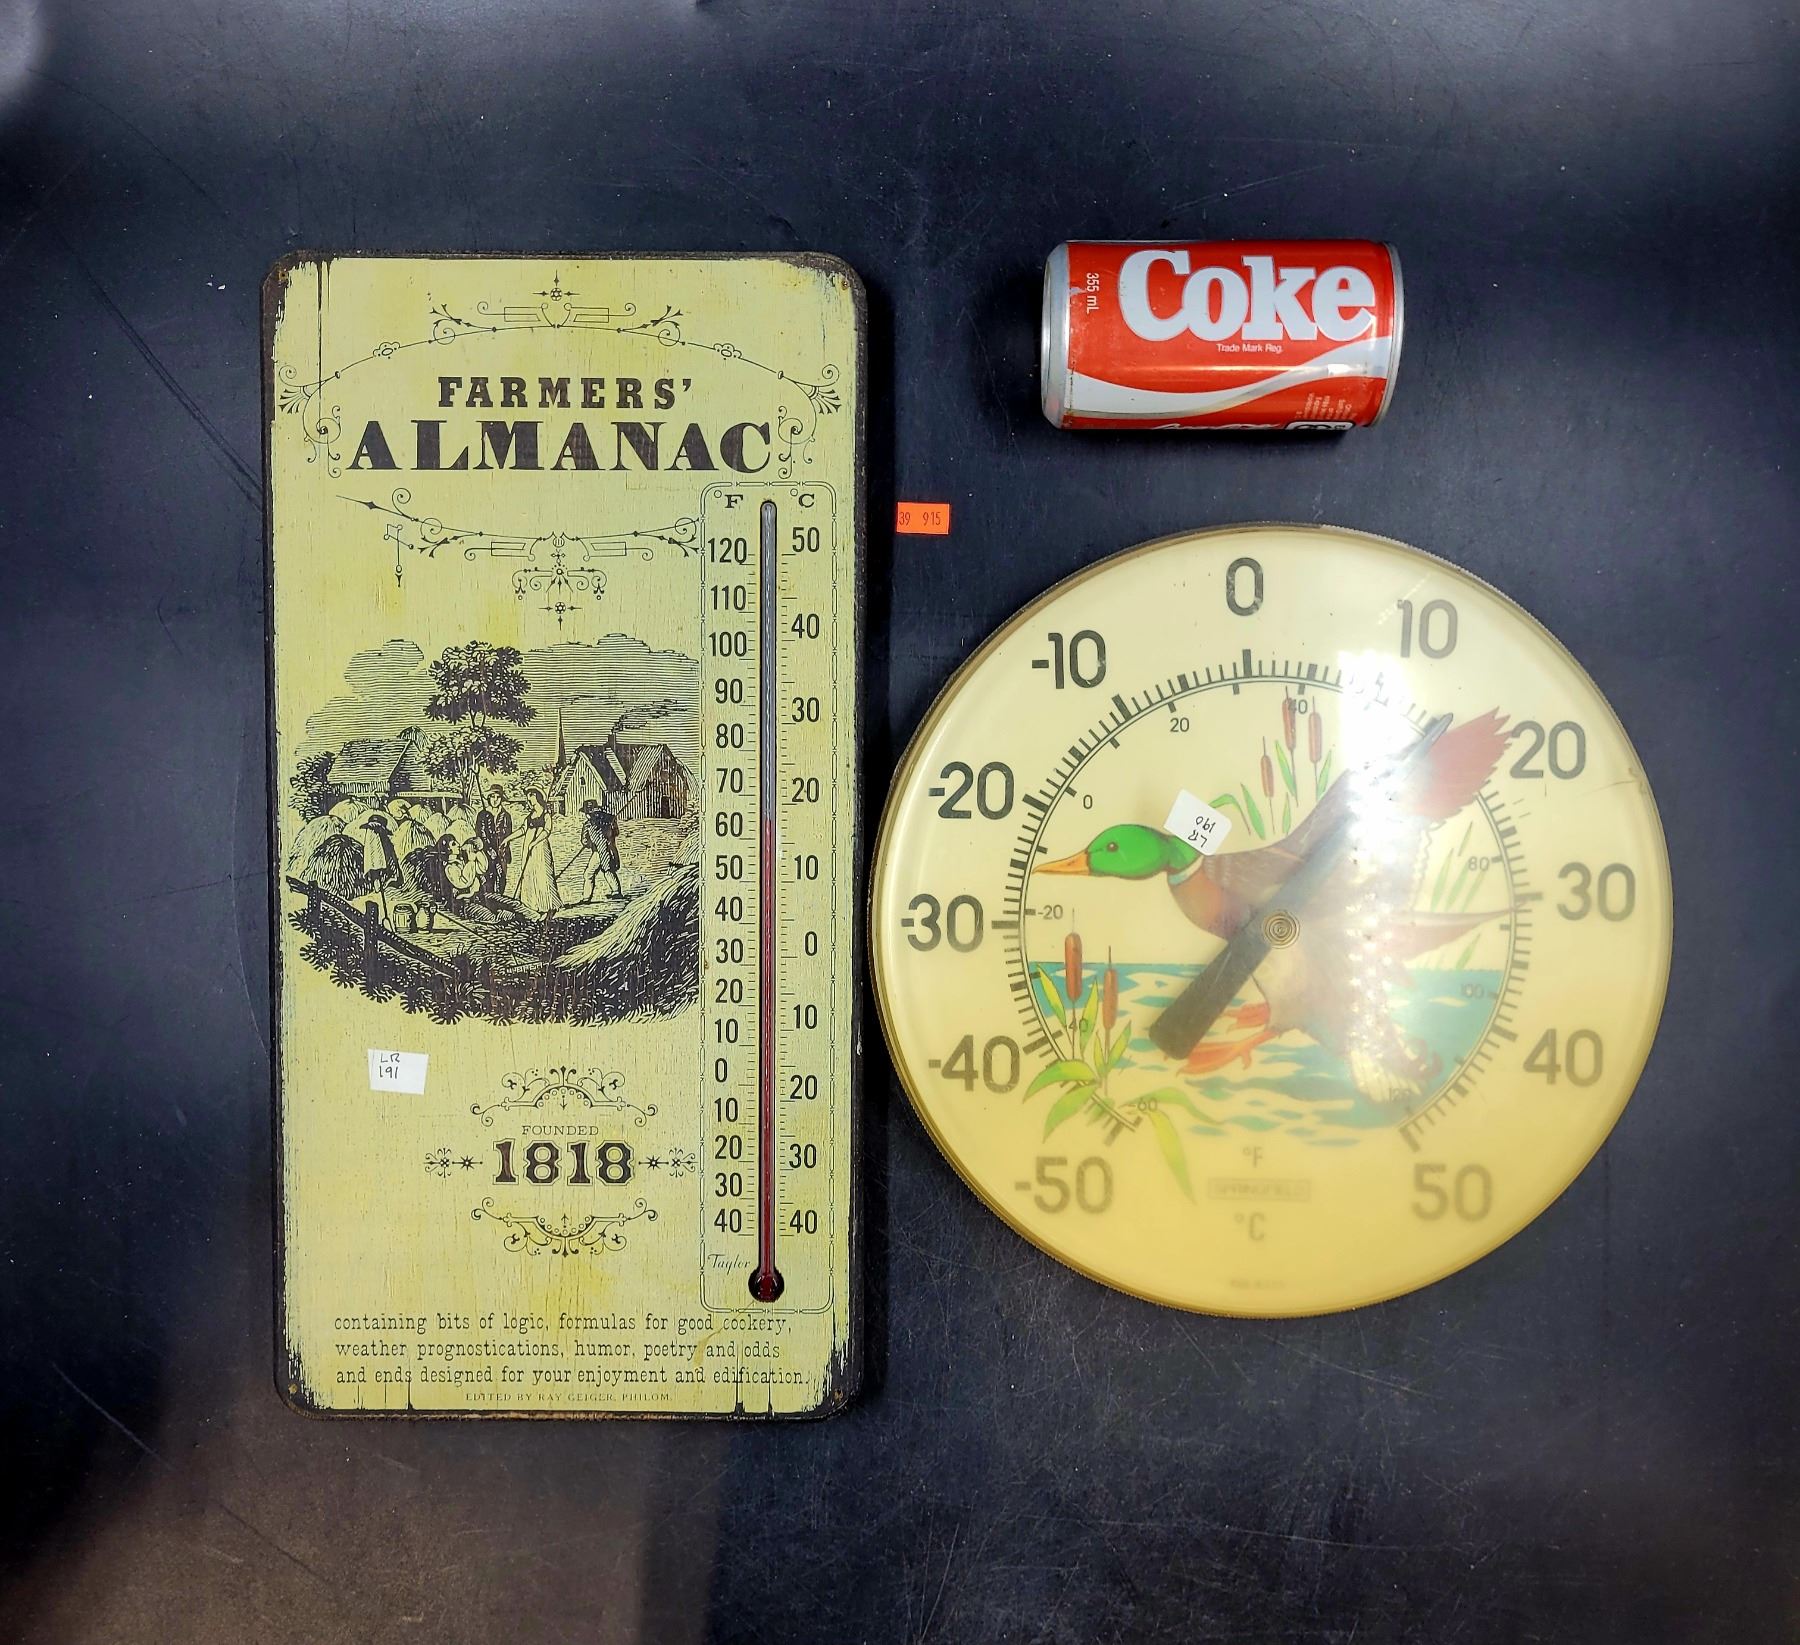 FARMERS'
ALMANAC
°F °C
120 50
110
100 40
90
80 30
70
60 20
50
40 10
30
20 0
10
0 10
10 20
20
30 30
40 40
Taylor
LR
191
FOUNDED
1818
containing bits of logic, formulas for good cookery,
weather prognostications, humor, poetry and odds
and ends designed for your enjoyment and edification.
EDITED BY RAY GEIGER, PHILOM.
355 mL
Coke
Trade Mark Reg.
39 915
0
-10 10
-20 20
-30 30
-40 40
-50 50
40
20
0
-20
80
100
40
-60
120
LR
190
°F
°C